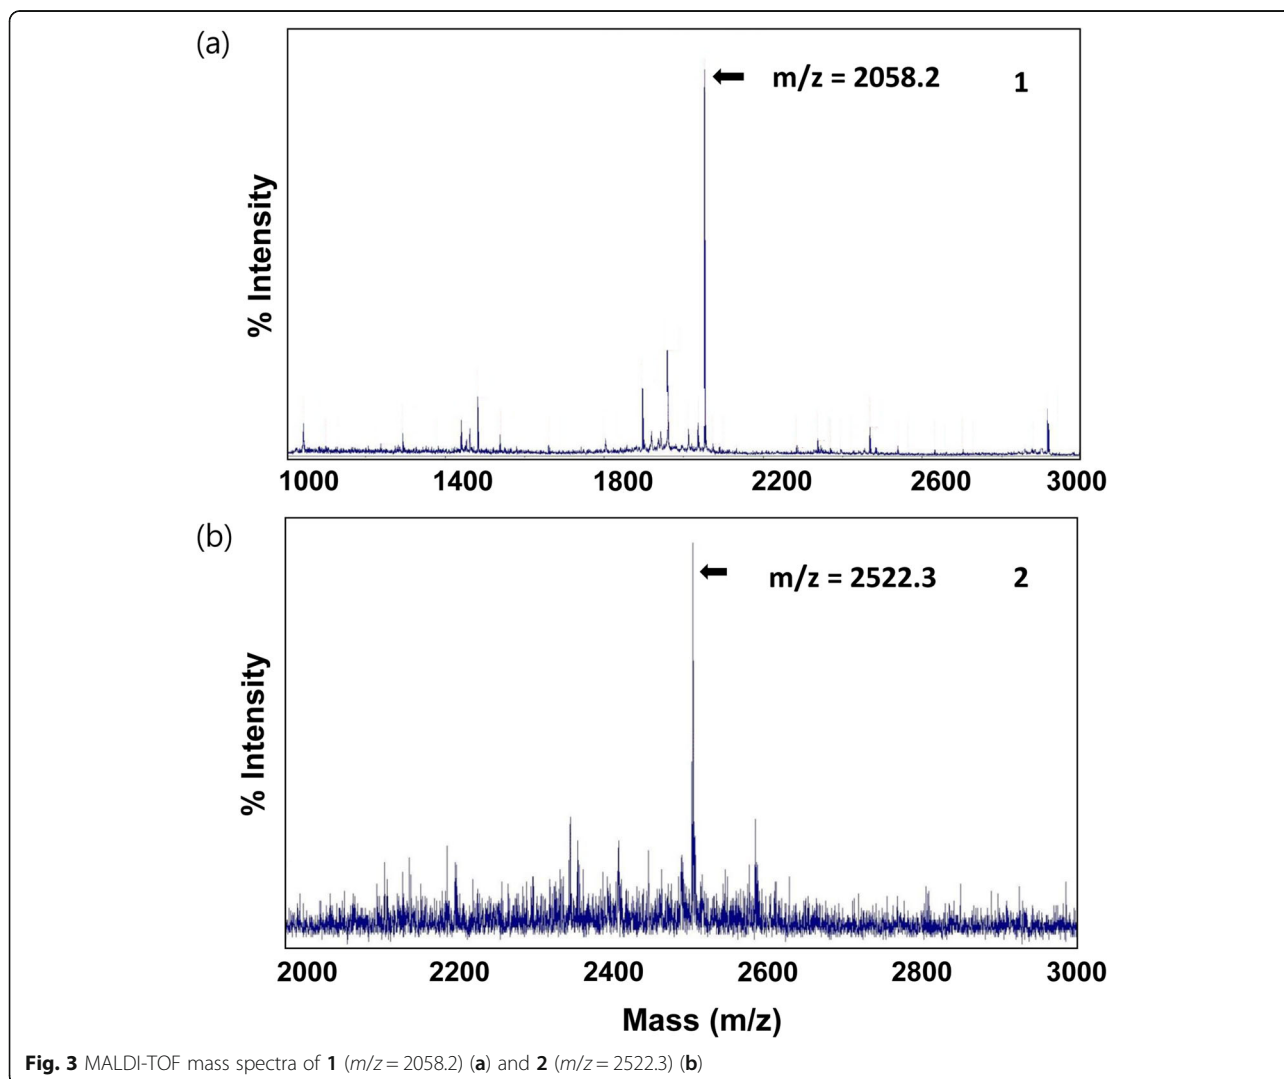 (a)
m/z = 2058.2 1
% Intensity
1000 1400 1800 2200 2600 3000
(b)
m/z = 2522.3 2
% Intensity
2000 2200 2400 2600 2800 3000
Mass (m/z)
Fig. 3 MALDI-TOF mass spectra of 1 (m/z = 2058.2) (a) and 2 (m/z = 2522.3) (b)